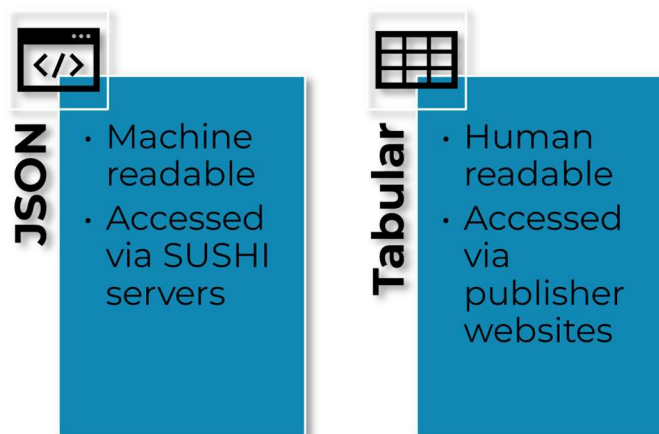 JSON
· Machine
readable
· Accessed
via SUSHI
servers
Tabular
· Human
readable
· Accessed
via
publisher
websites